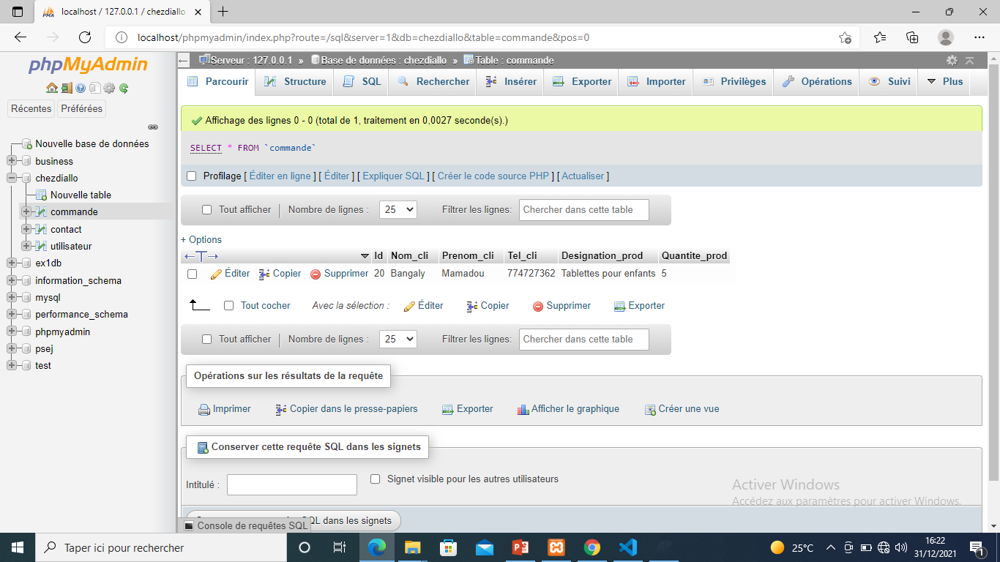 localhost / 127.0.0.1 / chezdiallo
localhost/phpmyadmin/index.php?route=/sql&server=1&db=chezdiallo&table=commande&pos=0
phpMyAdmin
Récentes Préférées
Nouvelle base de données
business
chezdiallo
Nouvelle table
commande
contact
utilisateur
ex1db
information_schema
mysql
performance_schema
phpmyadmin
psej
test
Serveur : 127.0.0.1 » Base de données : chezdiallo » Table : commande
Parcourir Structure SQL Rechercher Insérer Exporter Importer Privilèges Opérations Suivi Plus
Affichage des lignes 0 - 0 (total de 1, traitement en 0,0027 seconde(s).)
SELECT * FROM `commande`
Profilage [ Éditer en ligne ] [ Éditer ] [ Expliquer SQL ] [ Créer le code source PHP ] [ Actualiser ]
Tout afficher | Nombre de lignes : 25 Filtrer les lignes: Chercher dans cette table
+ Options
←T→ Id Nom_cli Prenom_cli Tel_cli Designation_prod Quantite_prod
Éditer Copier Supprimer 20 Bangaly Mamadou 774727362 Tablettes pour enfants 5
Tout cocher Avec la sélection : Éditer Copier Supprimer Exporter
Tout afficher | Nombre de lignes : 25 Filtrer les lignes: Chercher dans cette table
Opérations sur les résultats de la requête
Imprimer Copier dans le presse-papiers Exporter Afficher le graphique Créer une vue
Conserver cette requête SQL dans les signets
Intitulé : Signet visible pour les autres utilisateurs
Activer Windows
Accédez aux paramètres pour activer Windows.
SQL dans les signets
Console de requêtes SQL
Taper ici pour rechercher
25°C
16:22
31/12/2021
1